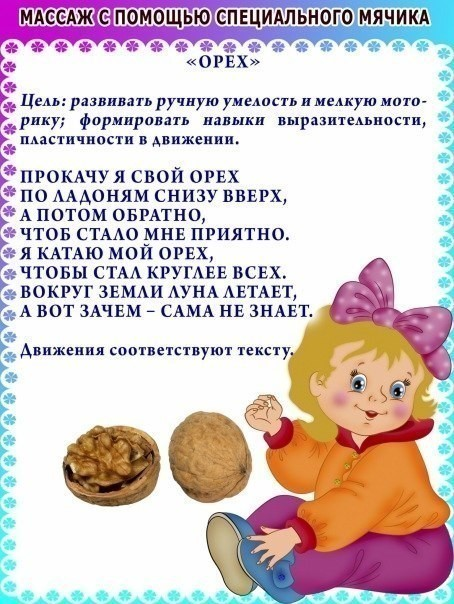 МАССАЖ С ПОМОЩЬЮ СПЕЦИАЛЬНОГО МЯЧИКА
«ОРЕХ»
Цель: развивать ручную умелость и мелкую мото-
рику; формировать навыки выразительности,
пластичности в движении.
ПРОКАЧУ Я СВОЙ ОРЕХ
ПО ЛАДОНЯМ СНИЗУ ВВЕРХ,
А ПОТОМ ОБРАТНО,
ЧТОБ СТАЛО МНЕ ПРИЯТНО.
Я КАТАЮ МОЙ ОРЕХ,
ЧТОБЫ СТАЛ КРУГЛЕЕ ВСЕХ.
ВОКРУГ ЗЕМЛИ ЛУНА ЛЕТАЕТ,
А ВОТ ЗАЧЕМ – САМА НЕ ЗНАЕТ.
Движения соответствуют тексту.